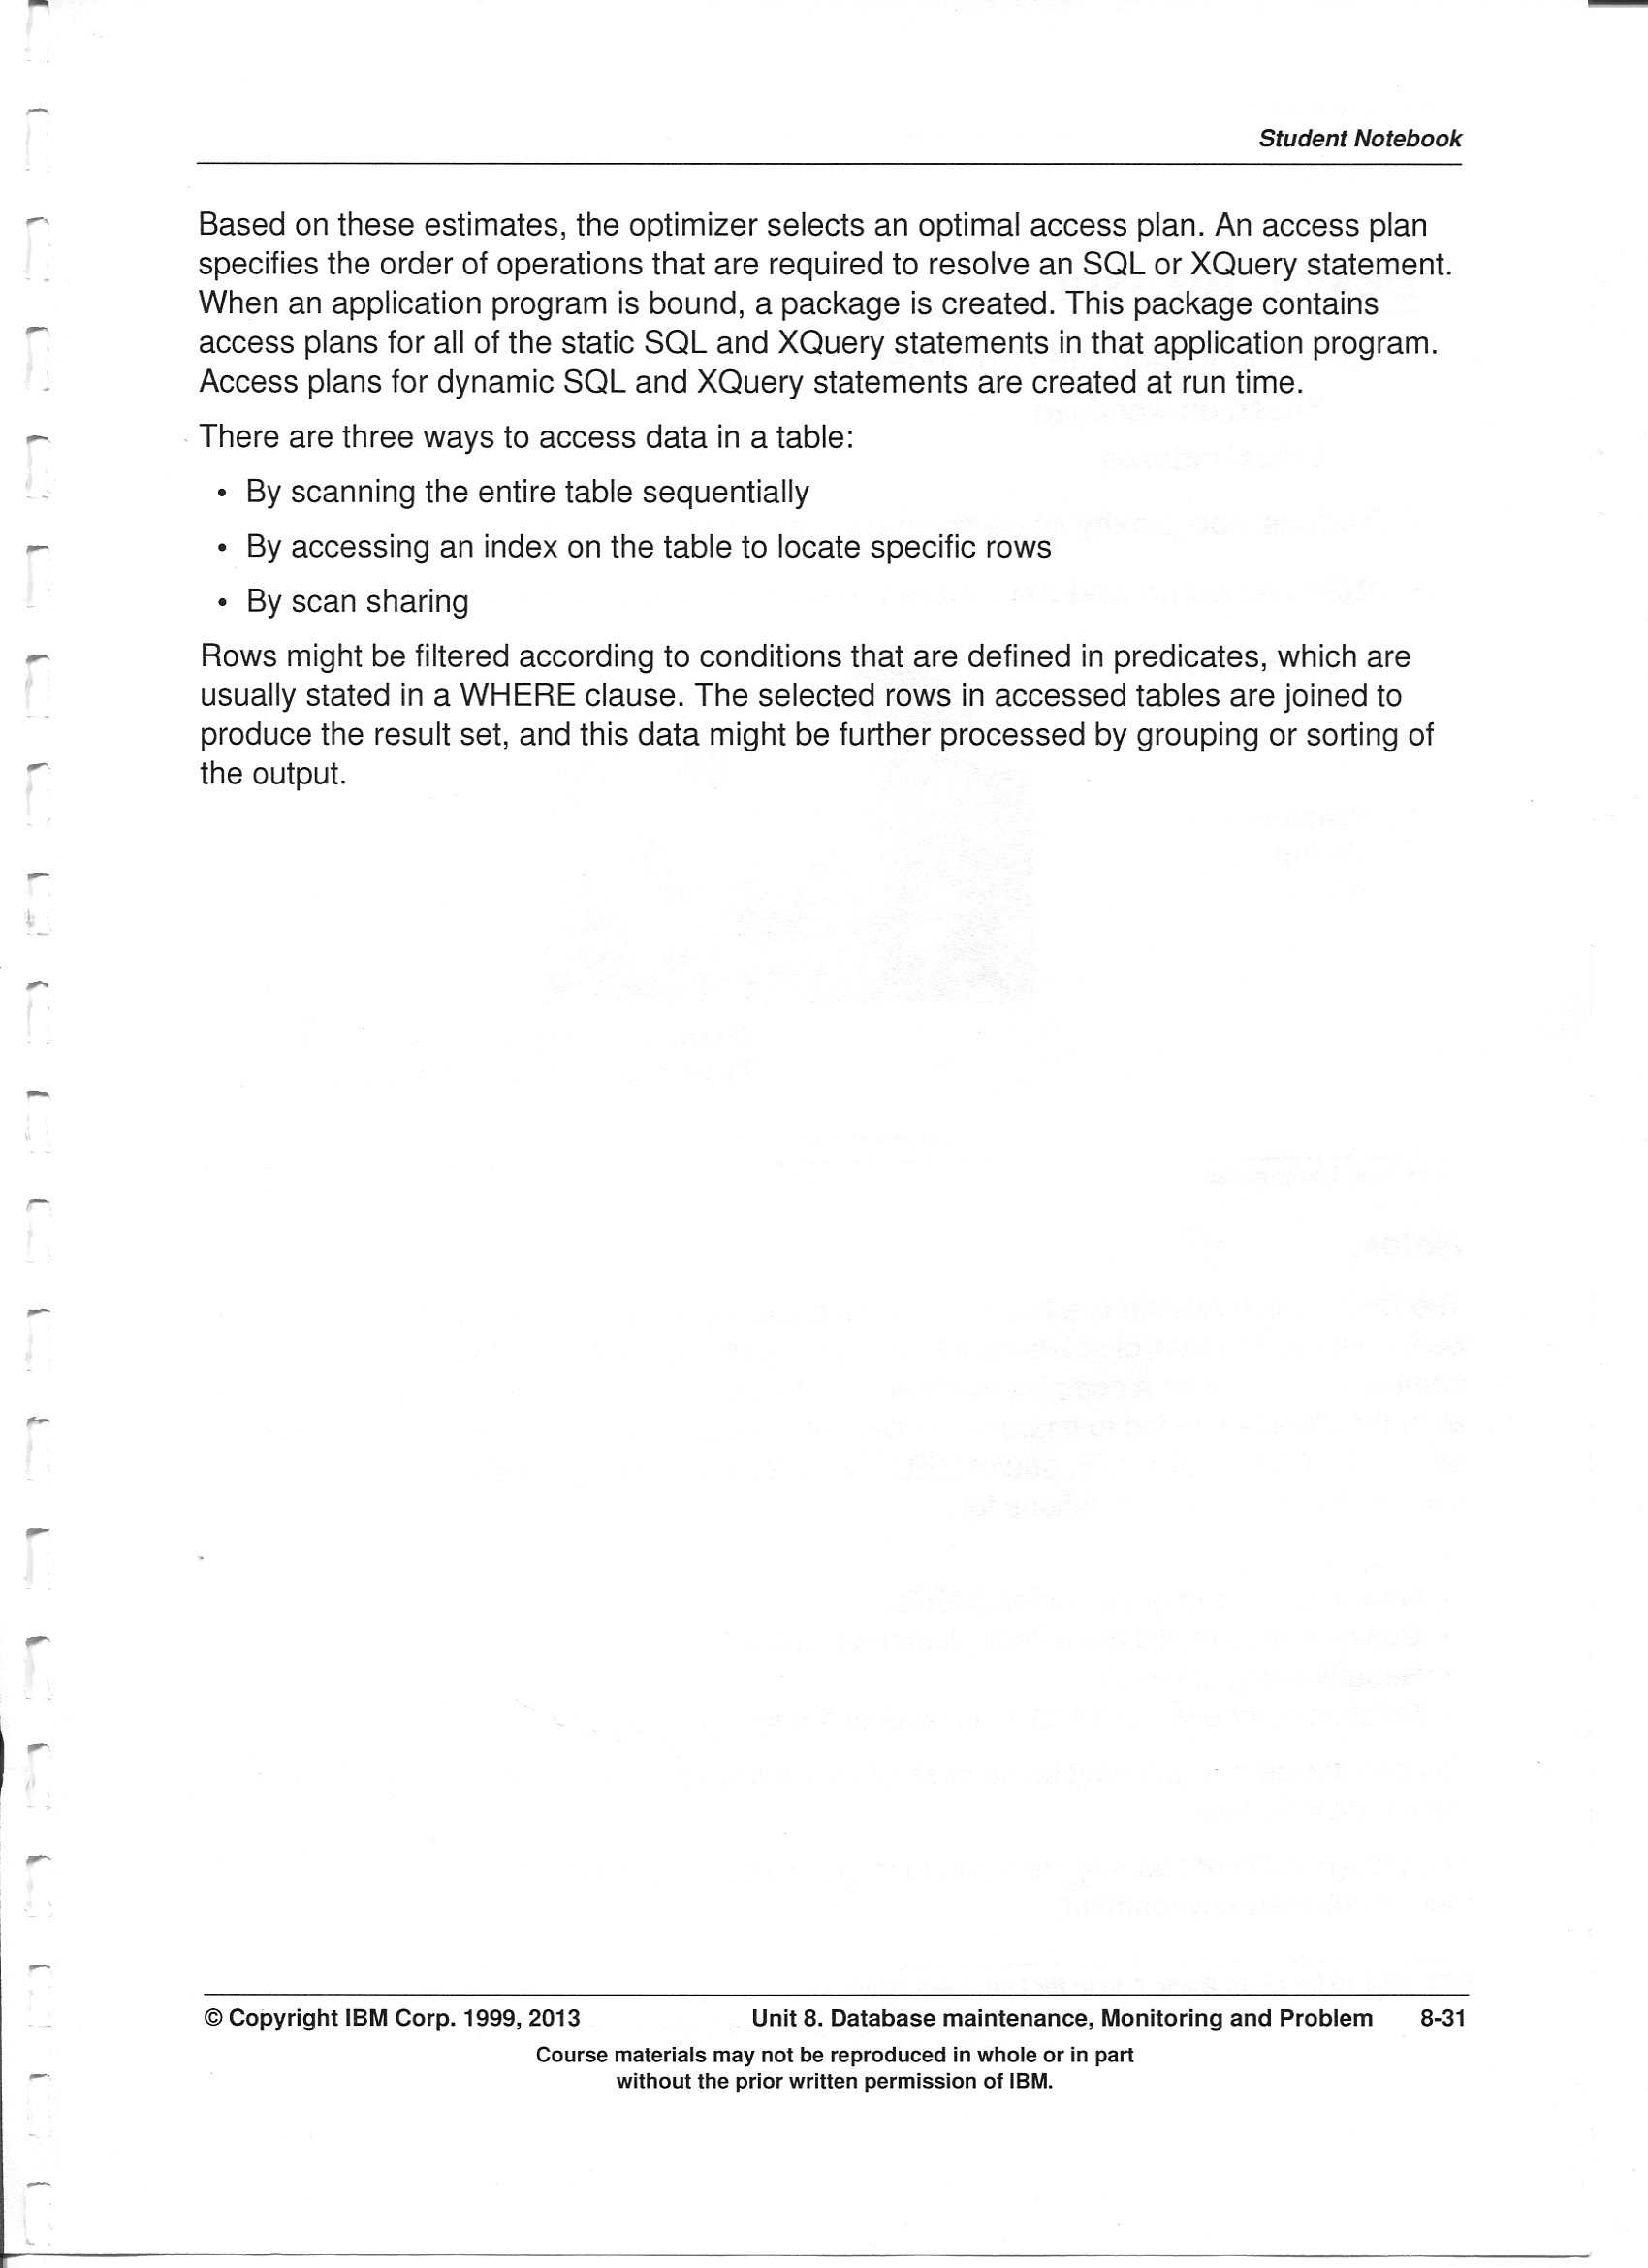 Student Notebook
Based on these estimates, the optimizer selects an optimal access plan. An access plan
specifies the order of operations that are required to resolve an SQL or XQuery statement.
When an application program is bound, a package is created. This package contains
access plans for all of the static SQL and XQuery statements in that application program.
Access plans for dynamic SQL and XQuery statements are created at run time.
There are three ways to access data in a table:
• By scanning the entire table sequentially
• By accessing an index on the table to locate specific rows
• By scan sharing
Rows might be filtered according to conditions that are defined in predicates, which are
usually stated in a WHERE clause. The selected rows in accessed tables are joined to
produce the result set, and this data might be further processed by grouping or sorting of
the output.
© Copyright IBM Corp. 1999, 2013 Unit 8. Database maintenance, Monitoring and Problem 8-31
Course materials may not be reproduced in whole or in part
without the prior written permission of IBM.